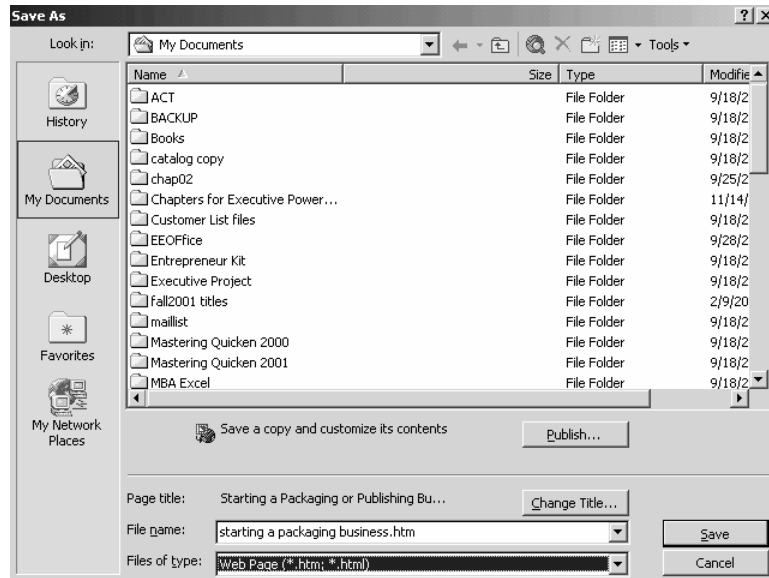 Save As
Look in: My Documents Tools
History
My Documents
Desktop
Favorites
My Network
Places
Name Size Type Modifie
ACT File Folder 9/18/2
BACKUP File Folder 9/18/2
Books File Folder 9/18/2
catalog copy File Folder 9/18/2
chap02 File Folder 9/25/2
Chapters for Executive Power... File Folder 11/14/
Customer List files File Folder 9/18/2
EEOFfice File Folder 9/28/2
Entrepreneur Kit File Folder 9/18/2
Executive Project File Folder 9/18/2
fall2001 titles File Folder 2/9/20
maillist File Folder 9/18/2
Mastering Quicken 2000 File Folder 9/18/2
Mastering Quicken 2001 File Folder 9/18/2
MBA Excel File Folder 9/18/2
Save a copy and customize its contents Publish...
Page title: Starting a Packaging or Publishing Bu... Change Title...
File name: starting a packaging business.htm Save
Files of type: Web Page (*.htm; *.html) Cancel